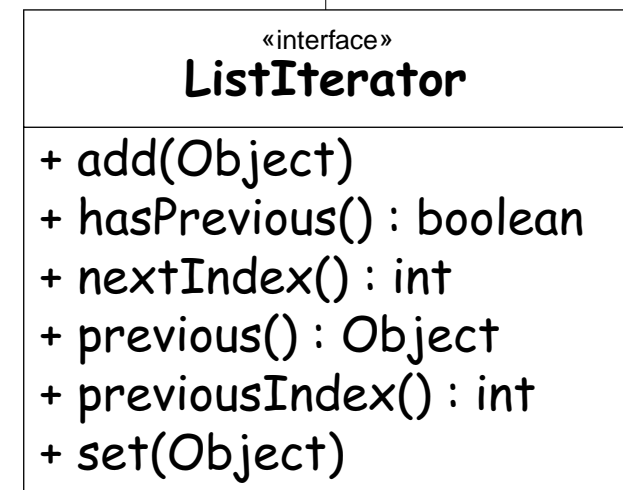 «interface»
ListIterator
+ add(Object)
+ hasPrevious() : boolean
+ nextIndex() : int
+ previous() : Object
+ previousIndex() : int
+ set(Object)